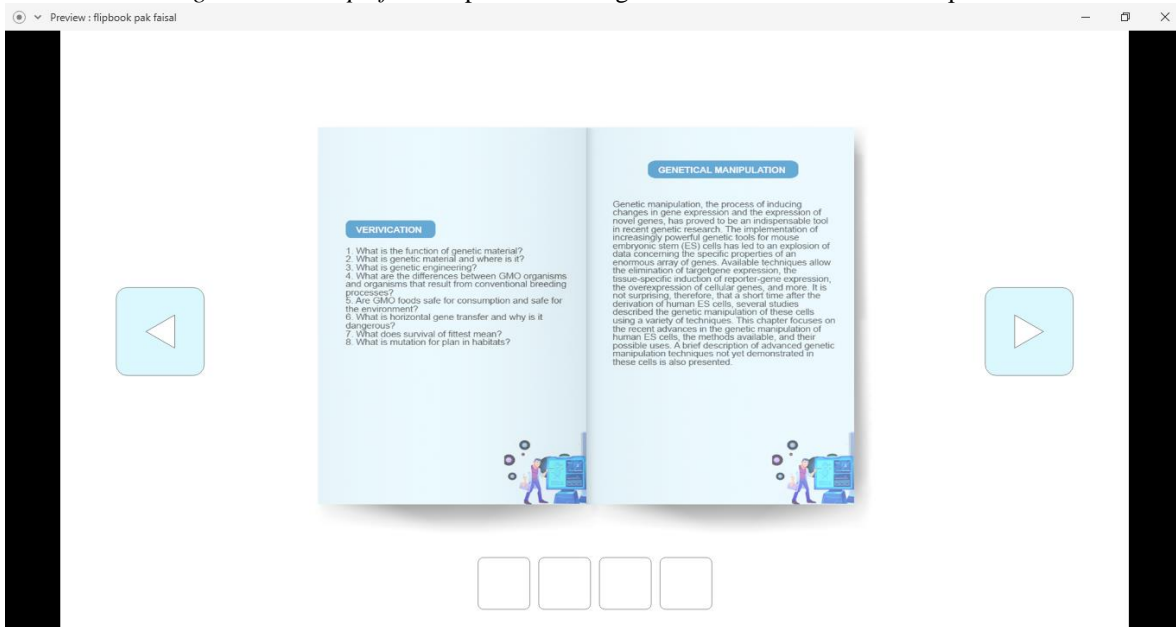 Preview : flipbook pak faisal
VERIVICATION
1. What is the function of genetic material?
2. What is genetic material and where is it?
3. What is genetic engineering?
4. What are the differences between GMO organisms
and organisms that result from conventional breeding
processes?
5. Are GMO foods safe for consumption and safe for
the environment?
6. What is horizontal gene transfer and why is it
dangerous?
7. What does survival of fittest mean?
8. What is mutation for plan in habitats?
GENETICAL MANIPULATION
Genetic manipulation, the process of inducing
changes in gene expression and the expression of
novel genes, has proved to be an indispensable tool
in recent genetic research. The implementation of
increasingly powerful genetic tools for mouse
embryonic stem (ES) cells has led to an explosion of
data concerning the specific properties of an
enormous array of genes. Available techniques allow
the elimination of targetgene expression, the
tissue-specific induction of reporter-gene expression,
the overexpression of cellular genes, and more. It is
not surprising, therefore, that a short time after the
derivation of human ES cells, several studies
described the genetic manipulation of these cells
using a variety of techniques. This chapter focuses on
the recent advances in the genetic manipulation of
human ES cells, the methods available, and their
possible uses. A brief description of advanced genetic
manipulation techniques not yet demonstrated in
these cells is also presented.